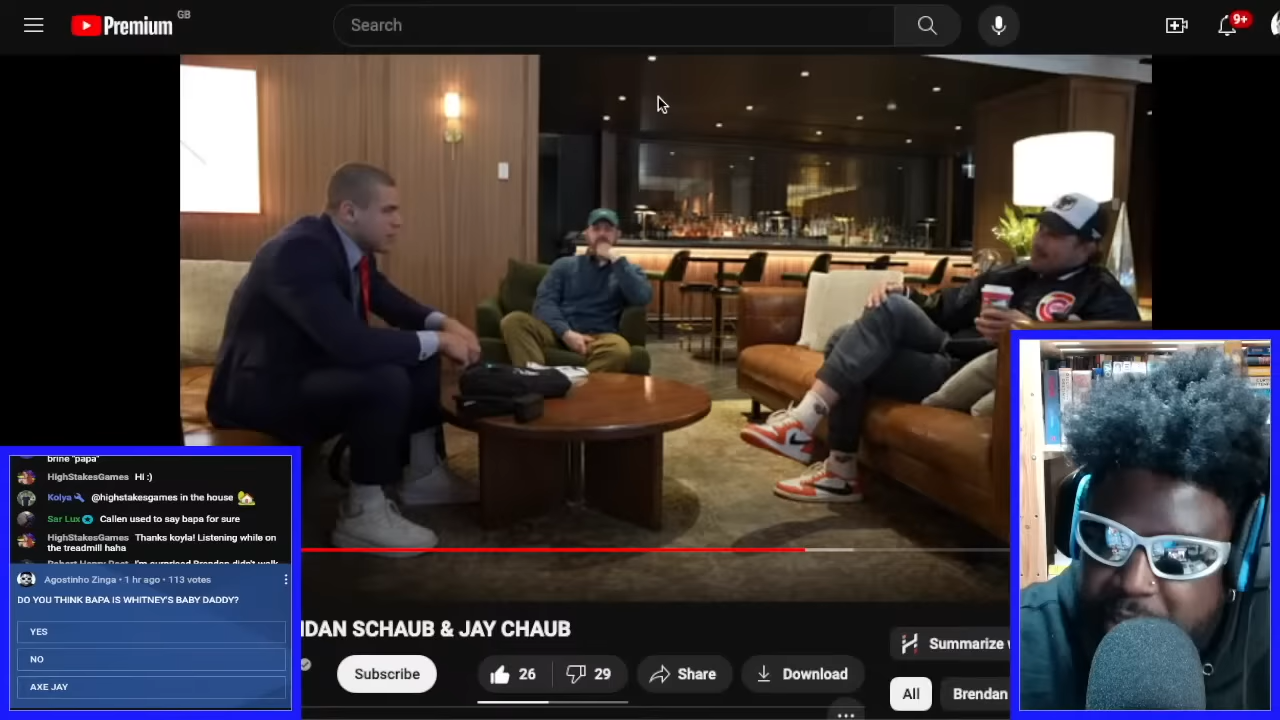 Premium GB
Search
9+
brine "papa"
HighStakesGames Hi :)
Kolya @highstakesgames in the house
Sar Lux Callen used to say bapa for sure
HighStakesGames Thanks koyla! Listening while on
the treadmill haha
Agostinho Zinga • 1 hr ago • 113 votes
DO YOU THINK BAPA IS WHITNEY'S BABY DADDY?
YES
NO
AXE JAY
IDAN SCHAUB & JAY CHAUB
Subscribe
26
29
Share
Download
Summarize
All
Brendan